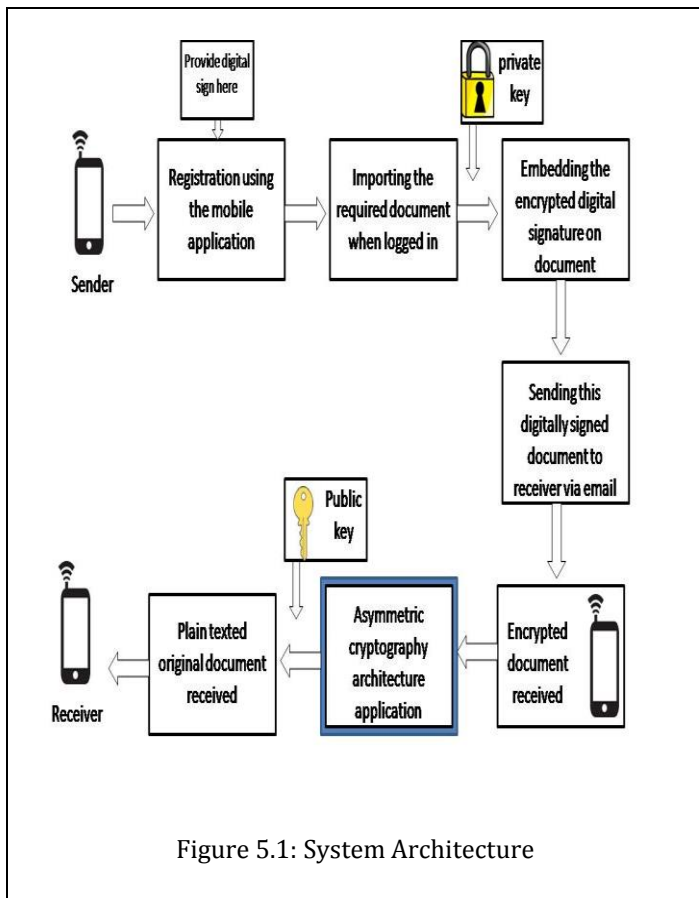 Provide digital
sign here
private
key
Sender
Registration using
the mobile
application
Importing the
required document
when logged in
Embedding the
encrypted digital
signature on
document
Sending this
digitally signed
document to
receiver via email
Public
key
Receiver
Plain texted
original document
received
Asymmetric
cryptography
architecture
application
Encrypted
document
received
Figure 5.1: System Architecture